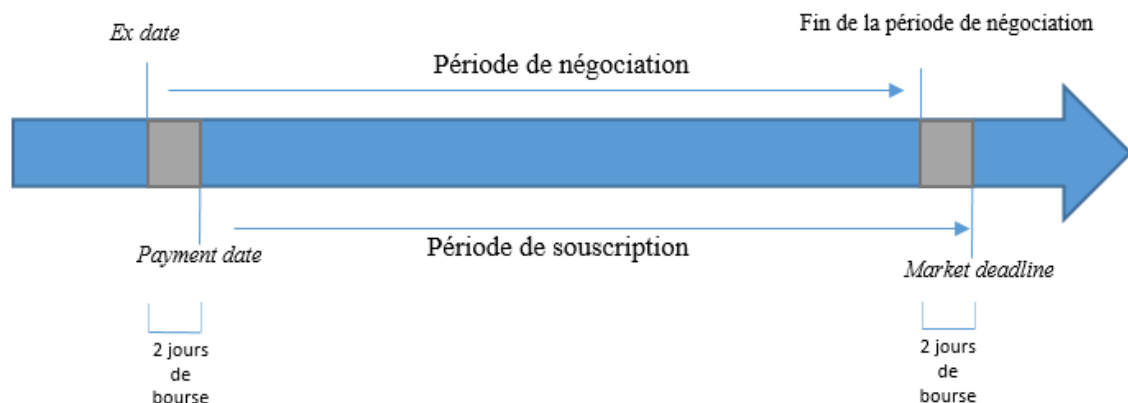 Ex date
Fin de la période de négociation
Période de négociation
Payment date
Période de souscription
Market deadline
2 jours
de
bourse
2 jours
de
bourse